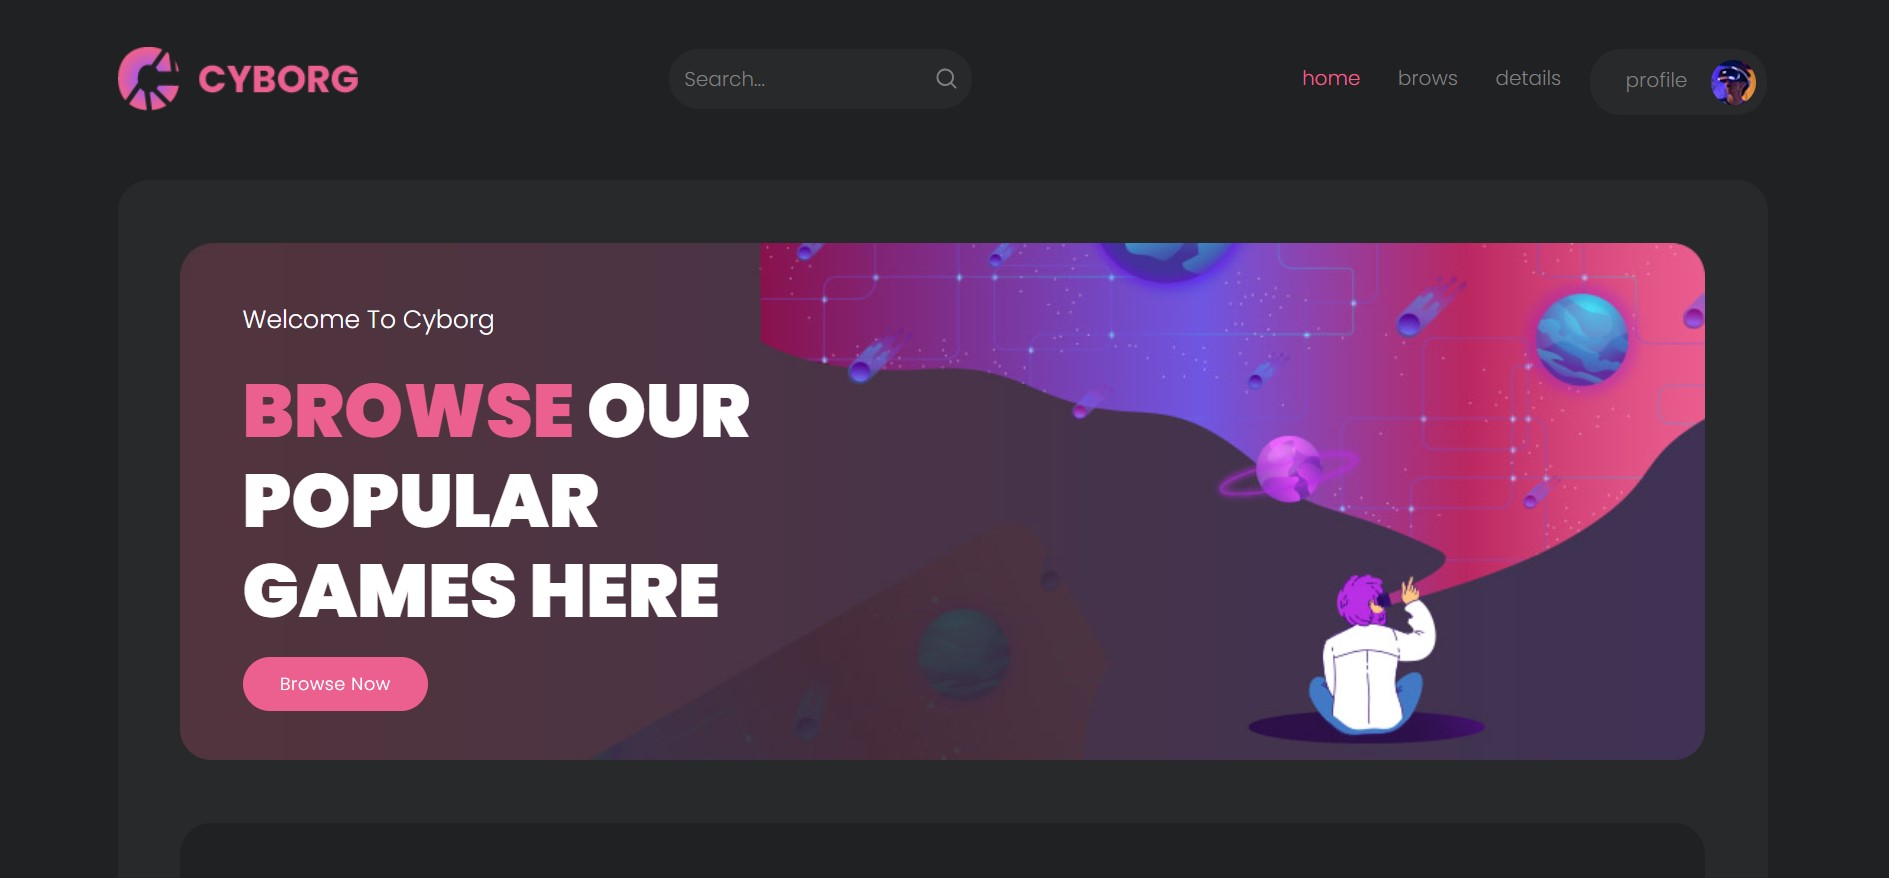 CYBORG
Search...
home
brows
details
profile
Welcome To Cyborg
BROWSE OUR
POPULAR
GAMES HERE
Browse Now